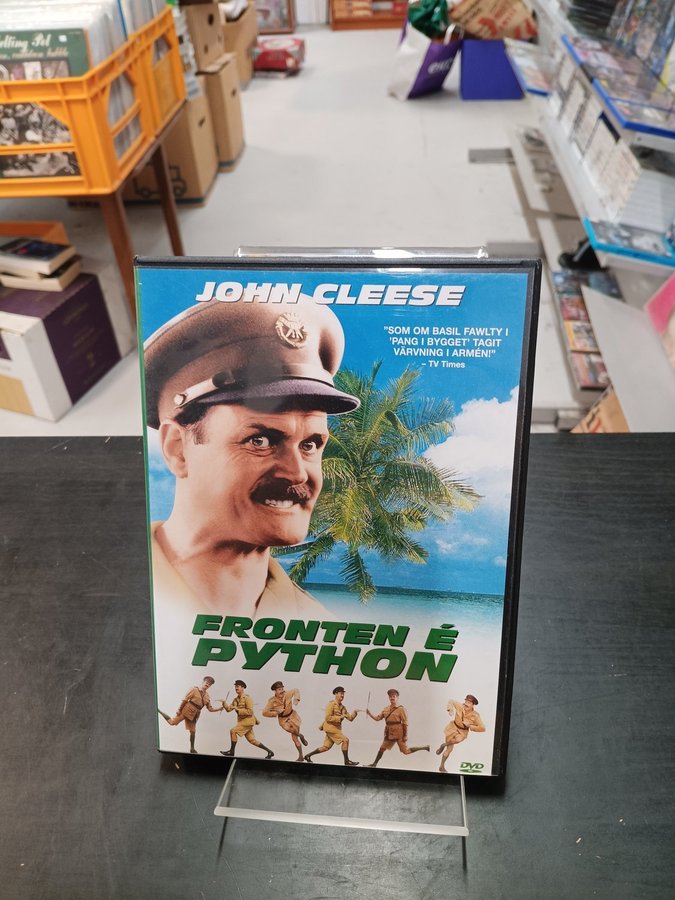 JOHN CLEESE
"SOM OM BASIL FAWLTY I
'PANG I BYGGET' TAGIT
VÄRVNING I ARMÉN!"
– TV Times
FRONTEN É
PYTHON
DVD